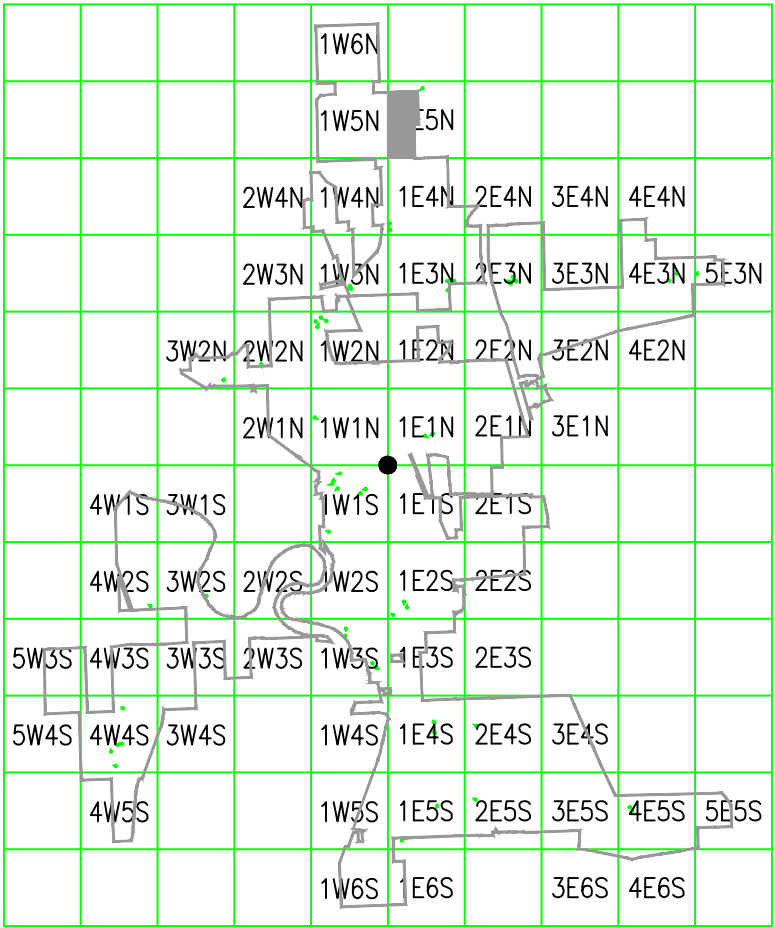 1W6N
1W5N E5N
2W4N 1W4N 1E4N 2E4N 3E4N 4E4N
2W3N 1W3N 1E3N 2E3N 3E3N 4E3N 5E3N
3W2N 2W2N 1W2N 1E2N 2E2N 3E2N 4E2N
2W1N 1W1N 1E1N 2E1N 3E1N
4W1S 3W1S 1W1S 1E1S 2E1S
4W2S 3W2S 2W2S 1W2S 1E2S 2E2S
5W3S 4W3S 3W3S 2W3S 1W3S 1E3S 2E3S
5W4S 4W4S 3W4S 1W4S 1E4S 2E4S 3E4S
4W5S 1W5S 1E5S 2E5S 3E5S 4E5S 5E5S
1W6S 1E6S 3E6S 4E6S